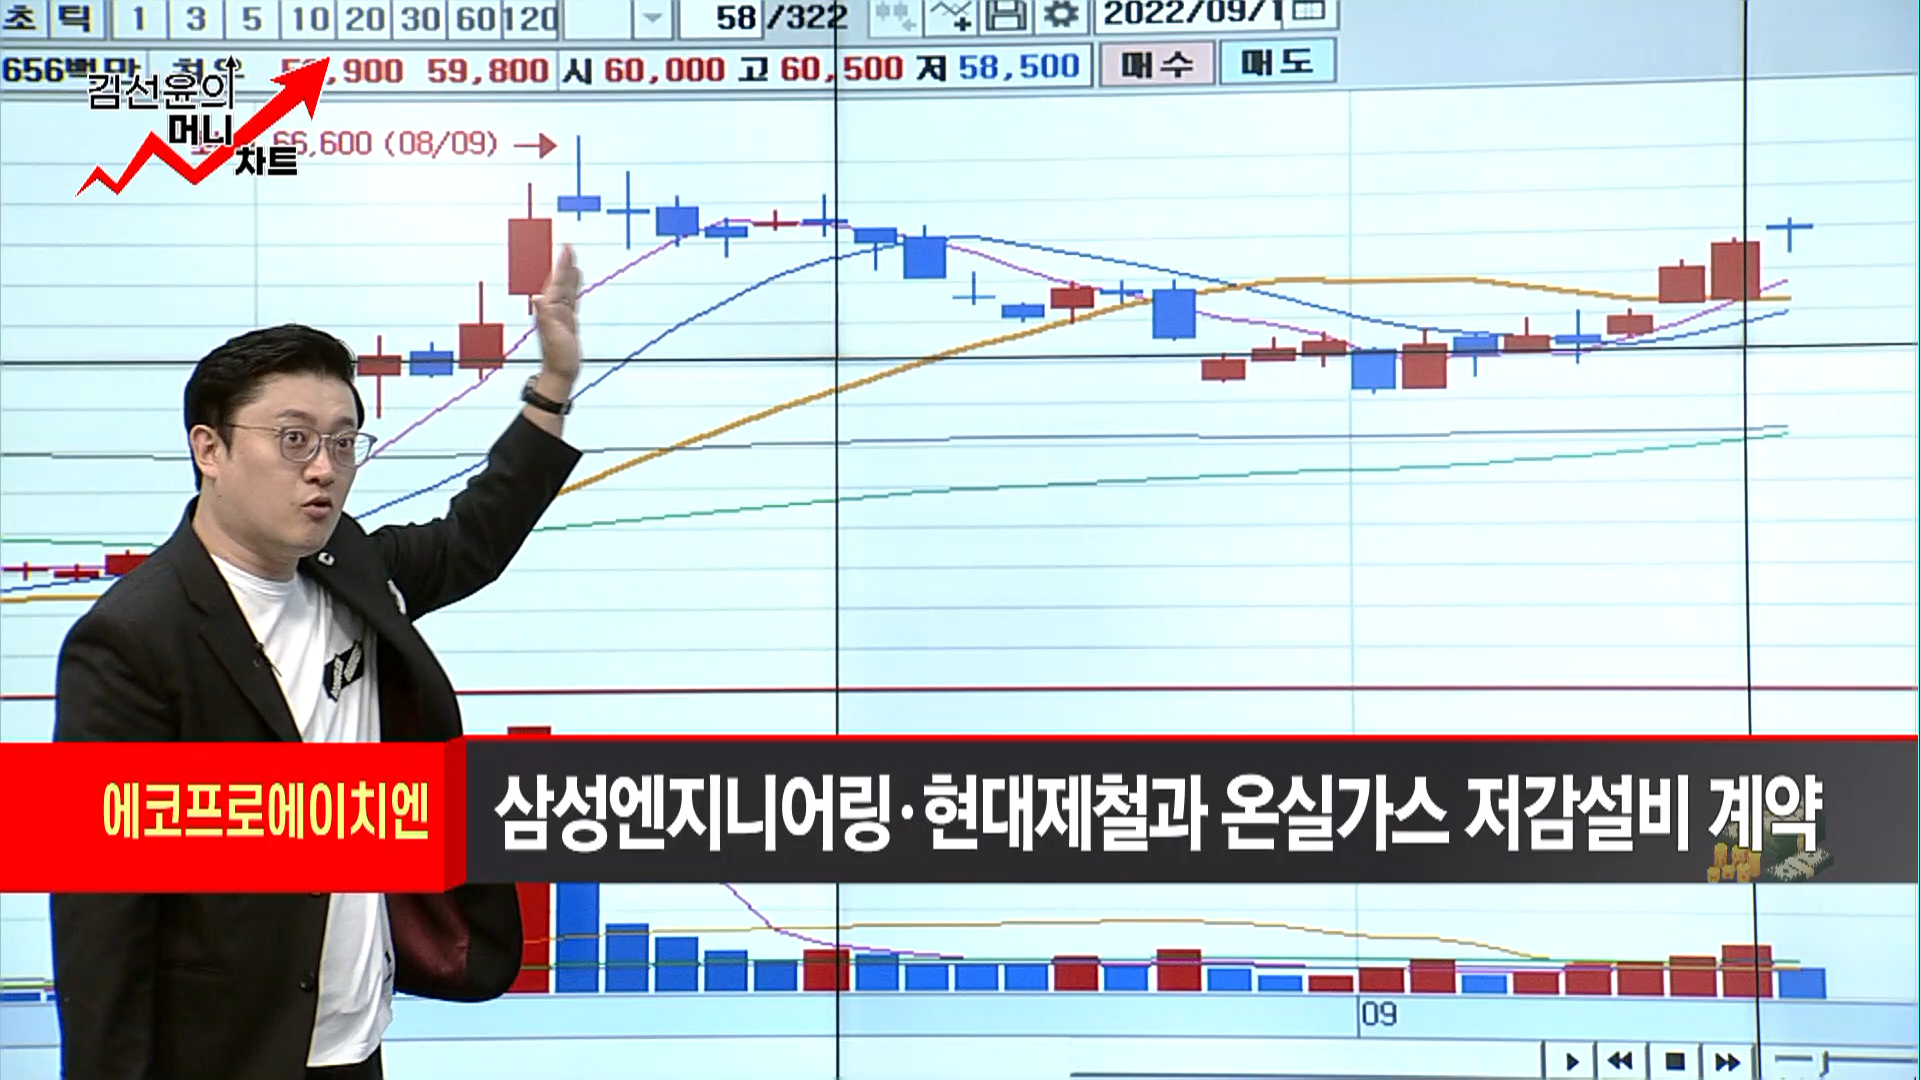 초 틱 1 3 5 10 20 30 60 120 58 /322 2022/09/1
656백만 59,800 시 60,000 고 60,500 저 58,500 매수 매도
김선윤의
머니
차트
66,600 (08/09)
에코프로에이치엔
삼성엔지니어링·현대제철과 온실가스 저감설비 계약
09